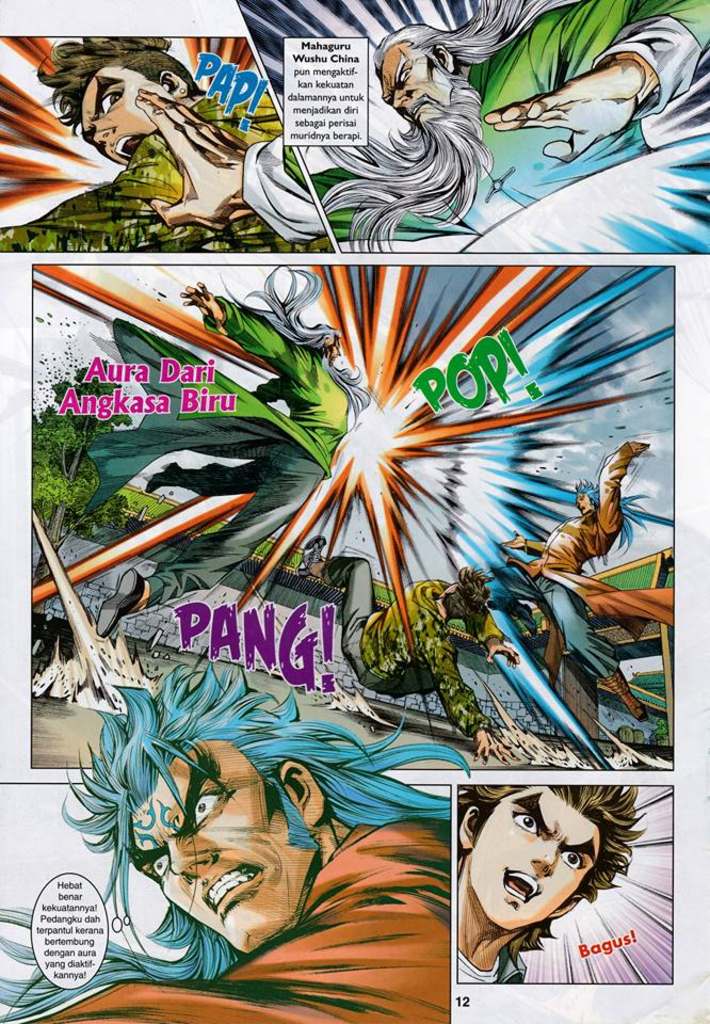 PAP!
Mahaguru
Wushu China
pun mengaktif-
kan kekuatan
dalamannya untuk
menjadikan diri
sebagai perisai
muridnya berapi.
Aura Dari
Angkasa Biru
POP!
PANG!
Hebat
benar
kekuatannya!
Pedangku dah
terpantul kerana
bertembung
dengan aura
yang diaktif-
kannya!
Bagus!
12